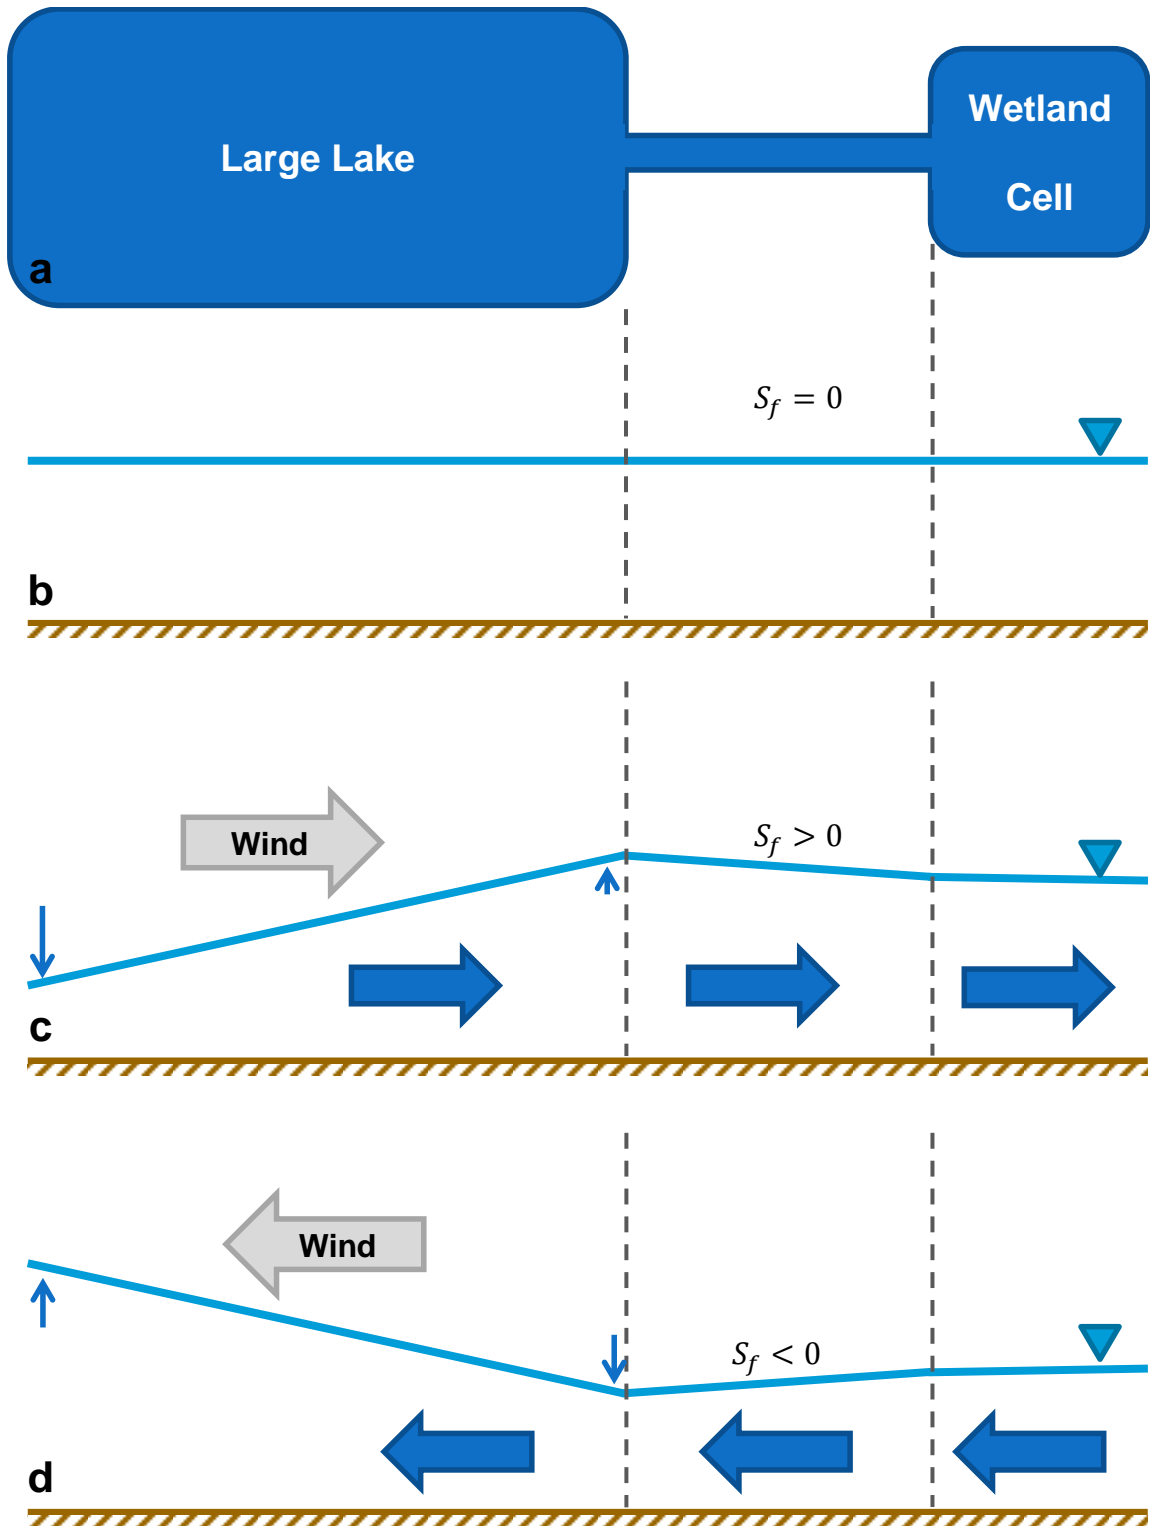 Large Lake
Wetland
Cell
a
S_f = 0
b
Wind
S_f > 0
c
Wind
S_f < 0
d